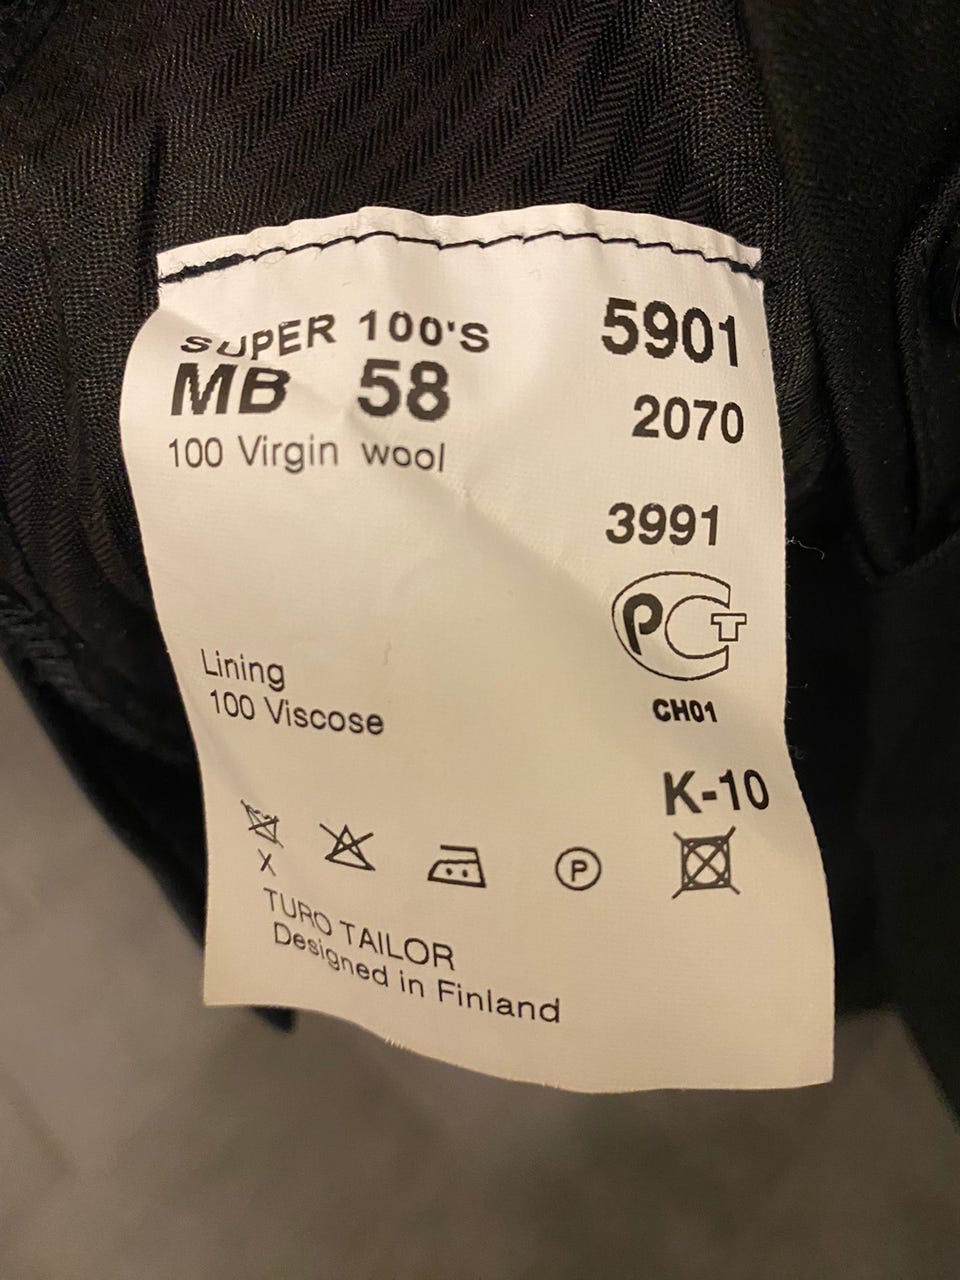 SUPER 100'S
5901
MB 58
2070
100 Virgin wool
3991
PCT
Lining
100 Viscose
CH01
K-10
P
X
TURO TAILOR
Designed in Finland